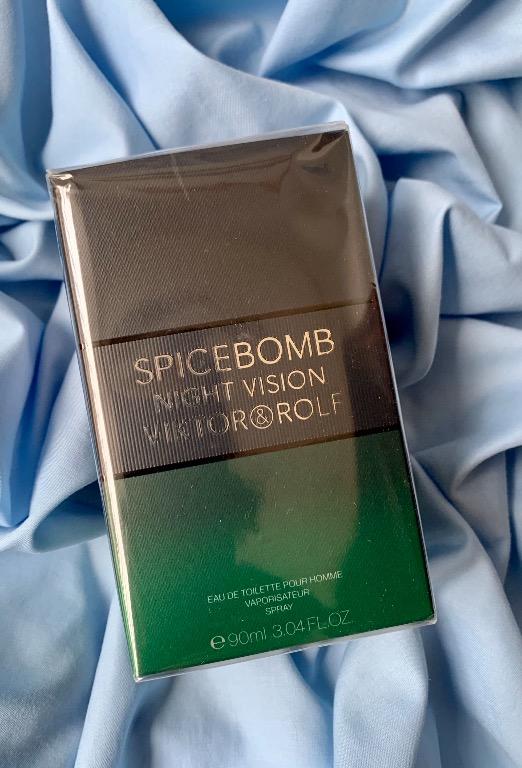 SPICEBOMB
NIGHT VISION
VIKTOR&ROLF
EAU DE TOILETTE POUR HOMME
VAPORISATEUR
SPRAY
℮ 90ml 3.04 FL.OZ.